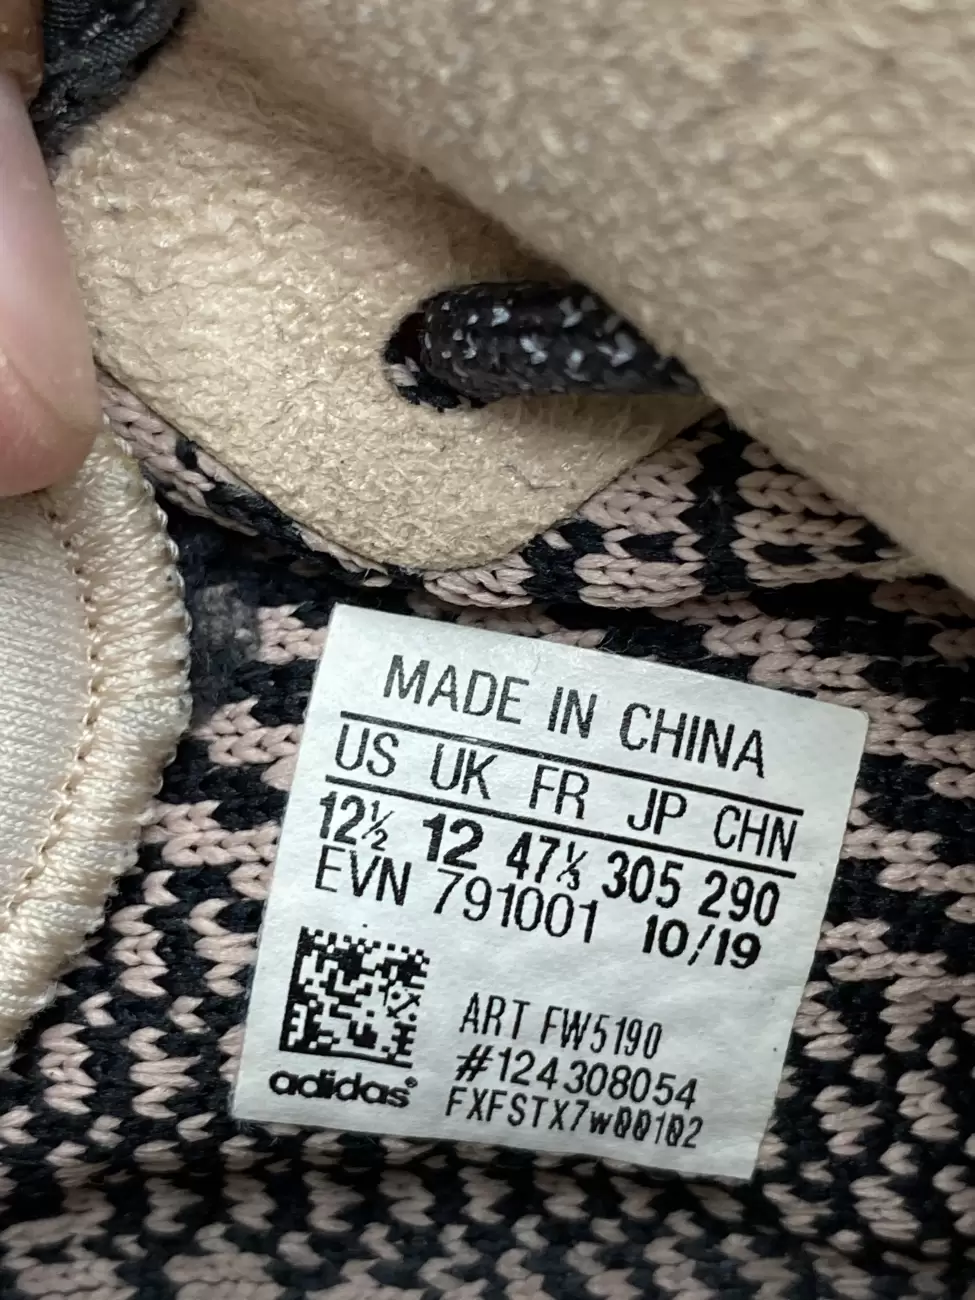 MADE IN CHINA
US UK FR JP CHN
12½ 12 47⅓ 305 290
EVN 791001 10/19
ART FW5190
#124308054
adidas® FXFSTX7w00102